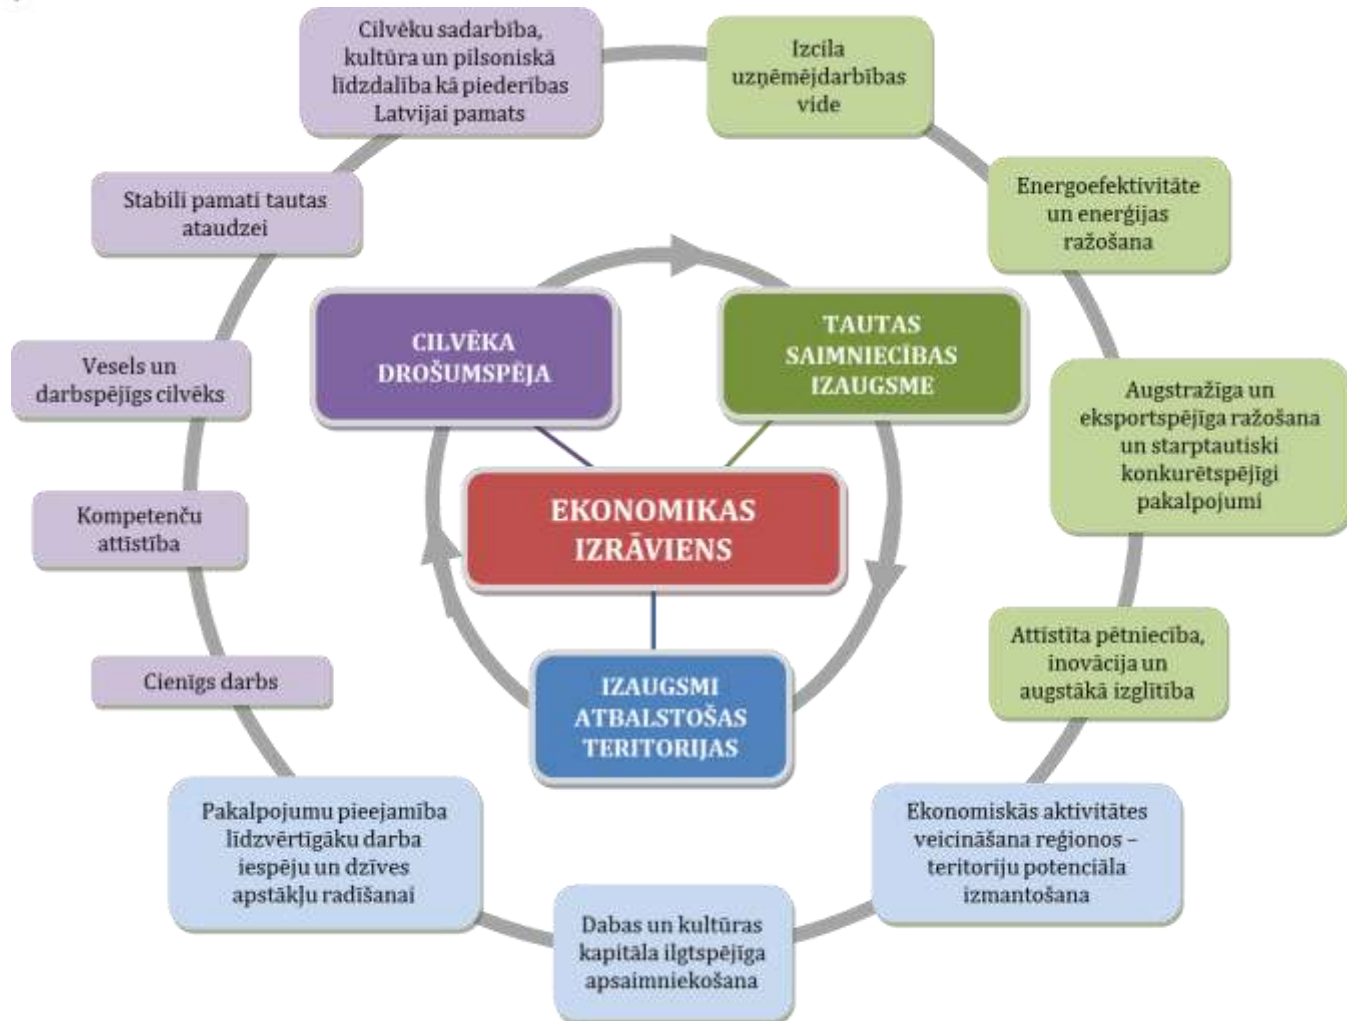 Cilvēku sadarbība,
kultūra un pilsoniskā
līdzdalība kā piederības
Latvijai pamats
Izcila
uzņēmējdarbības
vide
Stabili pamati tautas
ataudzei
Energoefektivitāte
un enerģijas
ražošana
CILVĒKA
DROŠUMSPĒJA
TAUTAS
SAIMNIECĪBAS
IZAUGSME
Vesels un
darbspējīgs cilvēks
Augstražīga un
eksportspējīga ražošana
un starptautiski
konkurētspējīgi
pakalpojumi
EKONOMIKAS
IZRĀVIENS
Kompetenču
attīstība
Attīstīta pētniecība,
inovācija un
augstākā izglītība
Cienīgs darbs
IZAUGSMI
ATBALSTOŠAS
TERITORIJAS
Pakalpojumu pieejamība
līdzvērtīgāku darba
iespēju un dzīves
apstākļu radīšanai
Ekonomiskās aktivitātes
veicināšana reģionos –
teritoriju potenciāla
izmantošana
Dabas un kultūras
kapitāla ilgtspējīga
apsaimniekošana